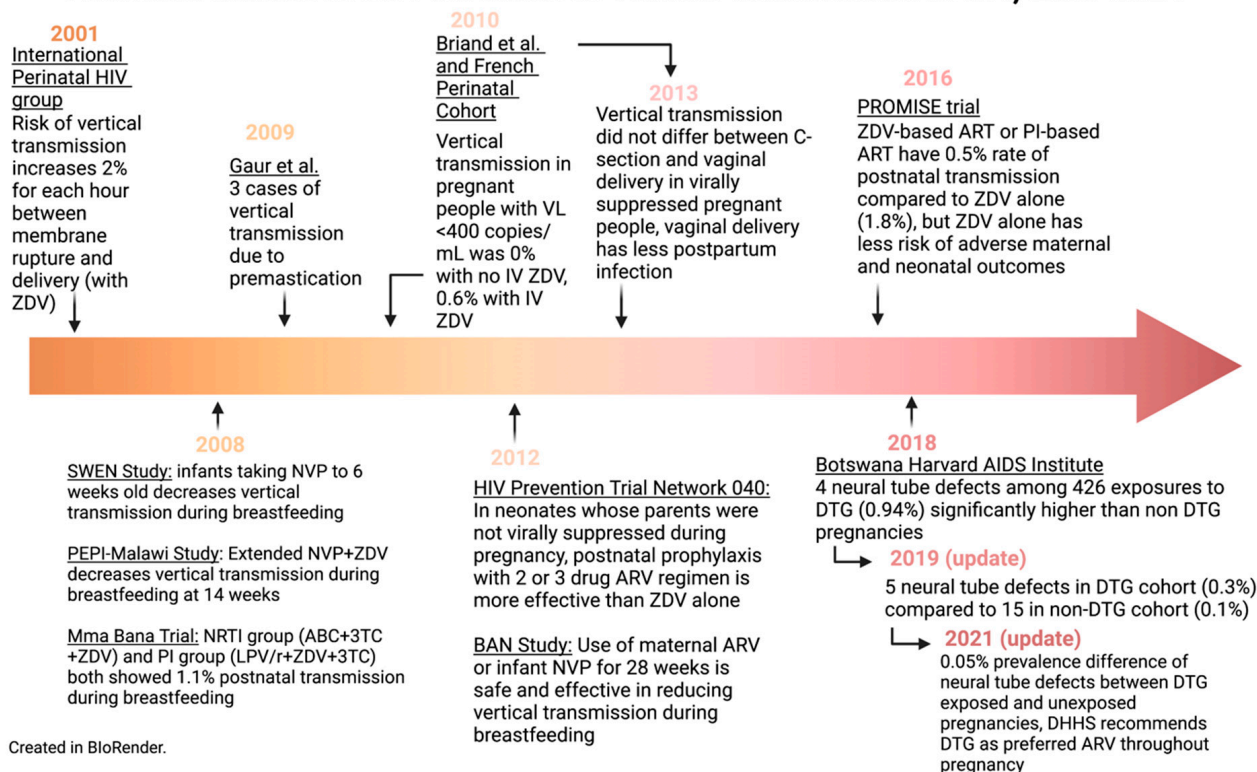 2001
International
Perinatal HIV
group
Risk of vertical
transmission
increases 2%
for each hour
between
membrane
rupture and
delivery (with
ZDV)
2009
Gaur et al.
3 cases of
vertical
transmission
due to
premastication
2010
Briand et al.
and French
Perinatal
Cohort
Vertical
transmission in
pregnant
people with VL
<400 copies/
mL was 0%
with no IV ZDV,
0.6% with IV
ZDV
2013
Vertical transmission
did not differ between C-
section and vaginal
delivery in virally
suppressed pregnant
people, vaginal delivery
has less postpartum
infection
2016
PROMISE trial
ZDV-based ART or PI-based
ART have 0.5% rate of
postnatal transmission
compared to ZDV alone
(1.8%), but ZDV alone has
less risk of adverse maternal
and neonatal outcomes
2008
SWEN Study: infants taking NVP to 6
weeks old decreases vertical
transmission during breastfeeding
PEPI-Malawi Study: Extended NVP+ZDV
decreases vertical transmission during
breastfeeding at 14 weeks
Mma Bana Trial: NRTI group (ABC+3TC
+ZDV) and PI group (LPV/r+ZDV+3TC)
both showed 1.1% postnatal transmission
during breastfeeding
2012
HIV Prevention Trial Network 040:
In neonates whose parents were
not virally suppressed during
pregnancy, postnatal prophylaxis
with 2 or 3 drug ARV regimen is
more effective than ZDV alone
BAN Study: Use of maternal ARV
or infant NVP for 28 weeks is
safe and effective in reducing
vertical transmission during
breastfeeding
2018
Botswana Harvard AIDS Institute
4 neural tube defects among 426 exposures to
DTG (0.94%) significantly higher than non DTG
pregnancies
2019 (update)
5 neural tube defects in DTG cohort (0.3%)
compared to 15 in non-DTG cohort (0.1%)
2021 (update)
0.05% prevalence difference of
neural tube defects between DTG
exposed and unexposed
pregnancies, DHHS recommends
DTG as preferred ARV throughout
pregnancy
Created in BIoRender.